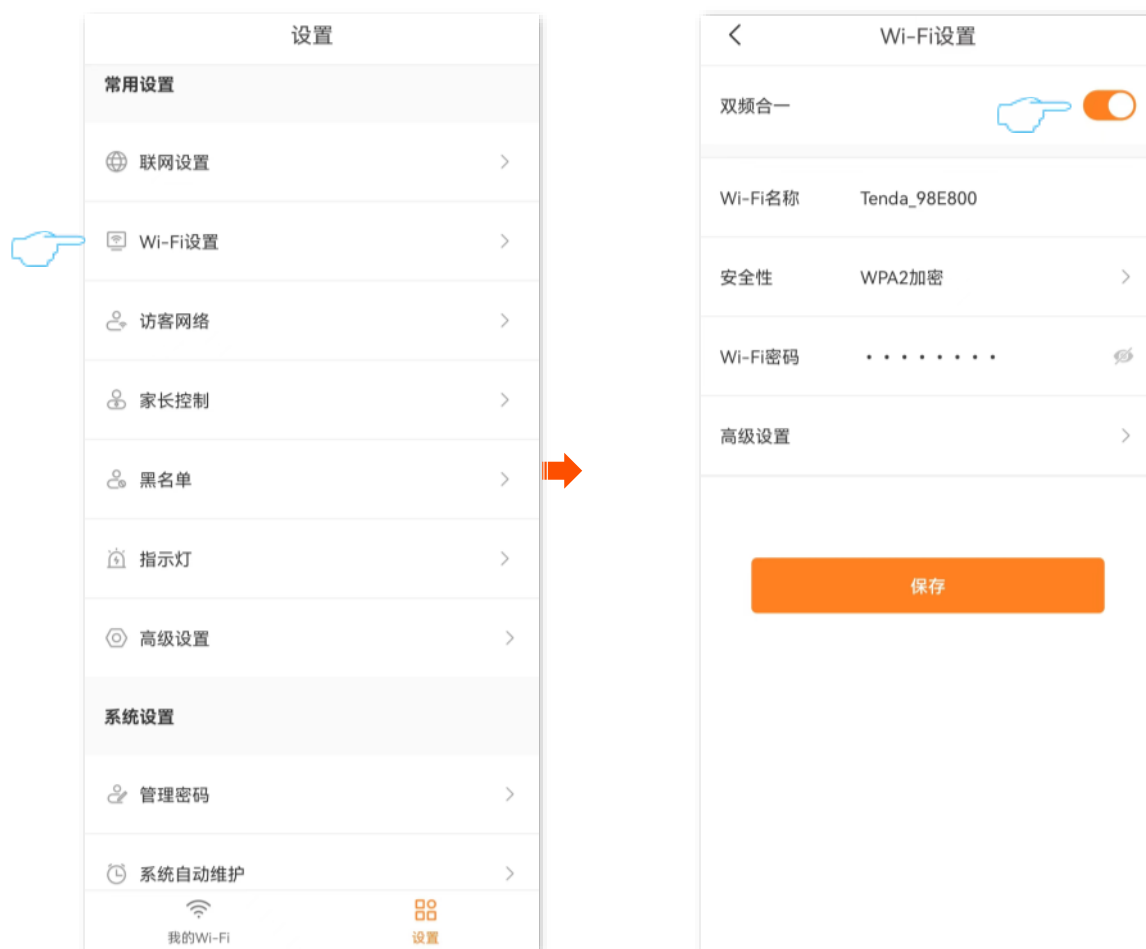 设置
常用设置
联网设置
Wi-Fi设置
访客网络
家长控制
黑名单
指示灯
高级设置
系统设置
管理密码
系统自动维护
我的Wi-Fi
设置
Wi-Fi设置
双频合一
Wi-Fi名称 Tenda_98E800
安全性 WPA2加密
Wi-Fi密码 • • • • • • • •
高级设置
保存